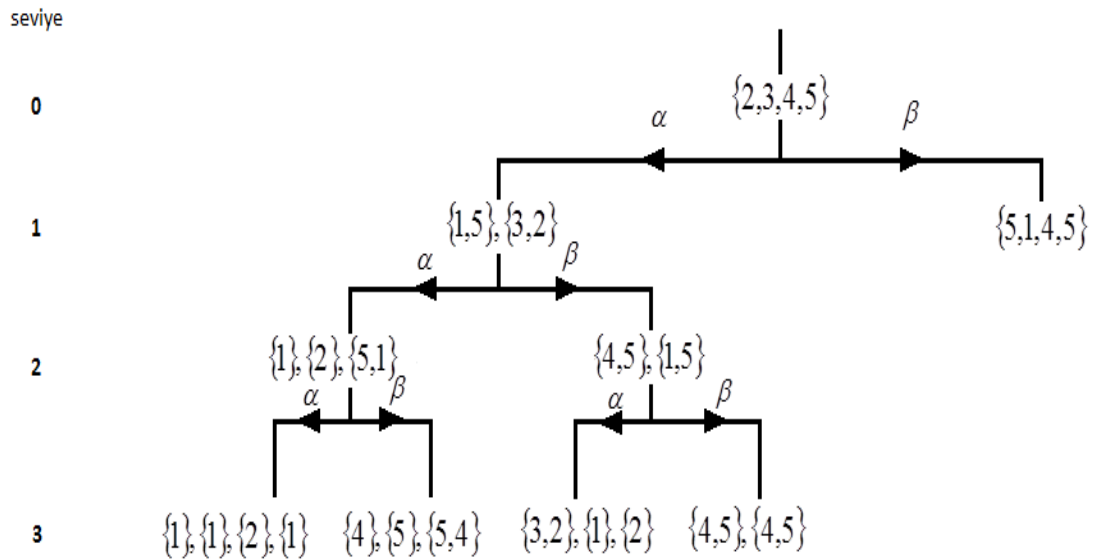 seviye
0 {2,3,4,5}
α β
1 {1,5},{3,2} {5,1,4,5}
α β
2 {1},{2},{5,1} {4,5},{1,5}
α β α β
3 {1},{1},{2},{1} {4},{5},{5,4} {3,2},{1},{2} {4,5},{4,5}